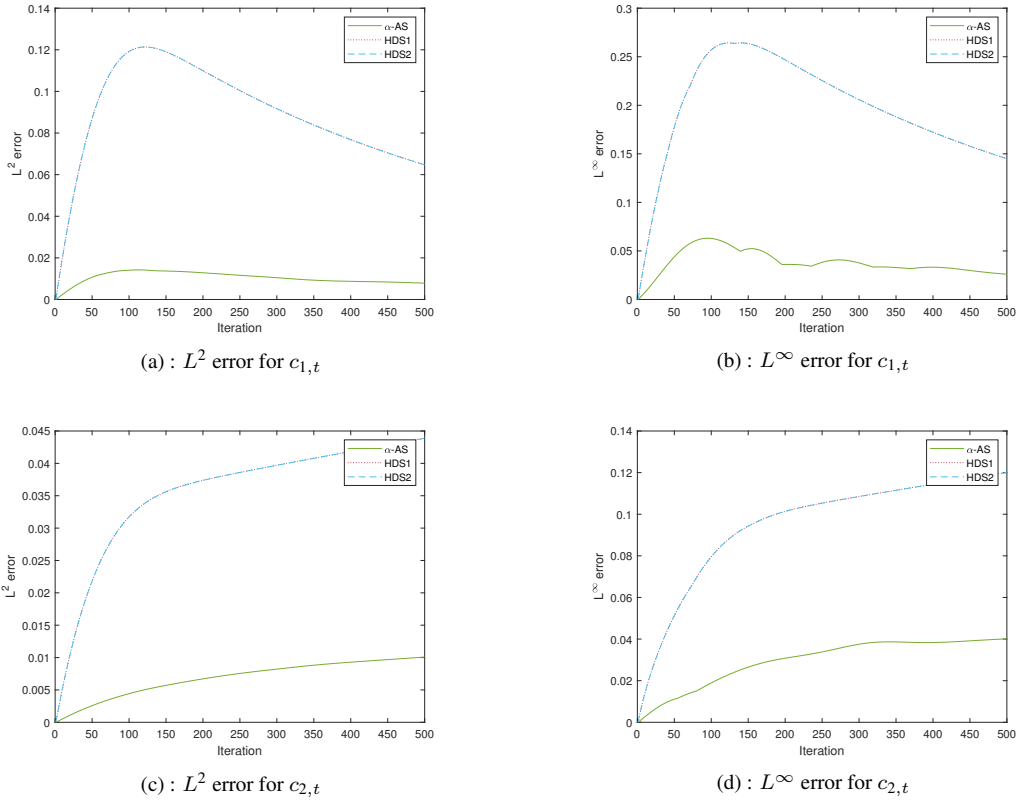 0.14
0.12
0.1
0.08
0.06
0.04
0.02
0
L² error
0 50 100 150 200 250 300 350 400 450 500
Iteration
α-AS
HDS1
HDS2
(a) : L² error for c₁,ₜ
0.3
0.25
0.2
0.15
0.1
0.05
0
L^∞ error
0 50 100 150 200 250 300 350 400 450 500
Iteration
α-AS
HDS1
HDS2
(b) : L^∞ error for c₁,ₜ
0.045
0.04
0.035
0.03
0.025
0.02
0.015
0.01
0.005
0
L² error
0 50 100 150 200 250 300 350 400 450 500
Iteration
α-AS
HDS1
HDS2
(c) : L² error for c₂,ₜ
0.14
0.12
0.1
0.08
0.06
0.04
0.02
0
L^∞ error
0 50 100 150 200 250 300 350 400 450 500
Iteration
α-AS
HDS1
HDS2
(d) : L^∞ error for c₂,ₜ